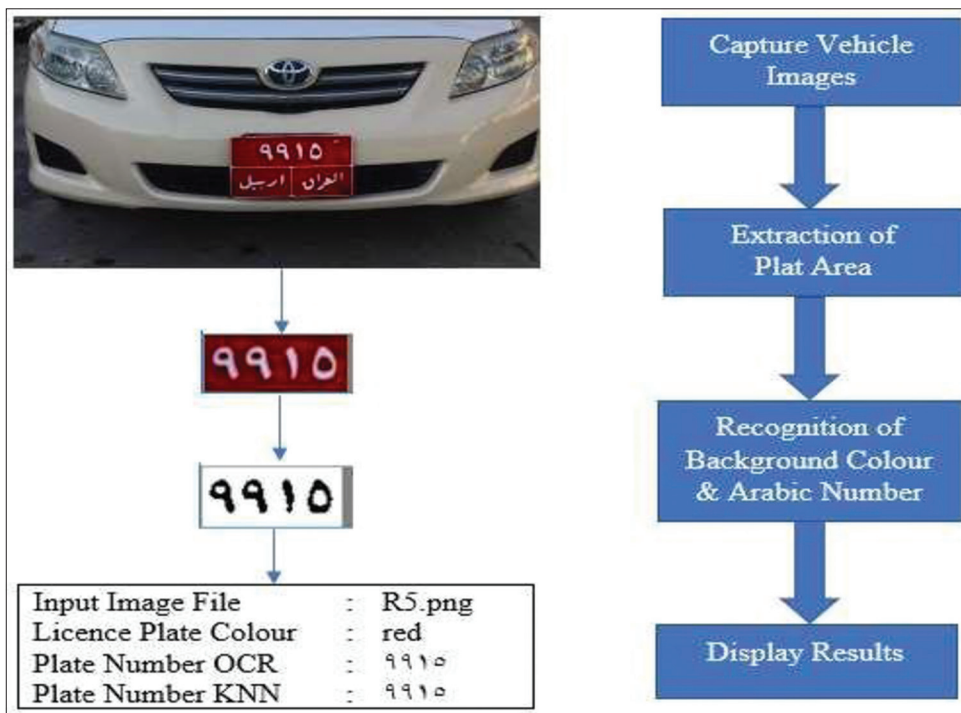 ٩٩١٥
اربيل العراق
٩٩١٥
٩٩١٥
Input Image File : R5.png
Licence Plate Colour : red
Plate Number OCR : ٩٩١٥
Plate Number KNN : ٩٩١٥
Capture Vehicle
Images
Extraction of
Plat Area
Recognition of
Background Colour
& Arabic Number
Display Results